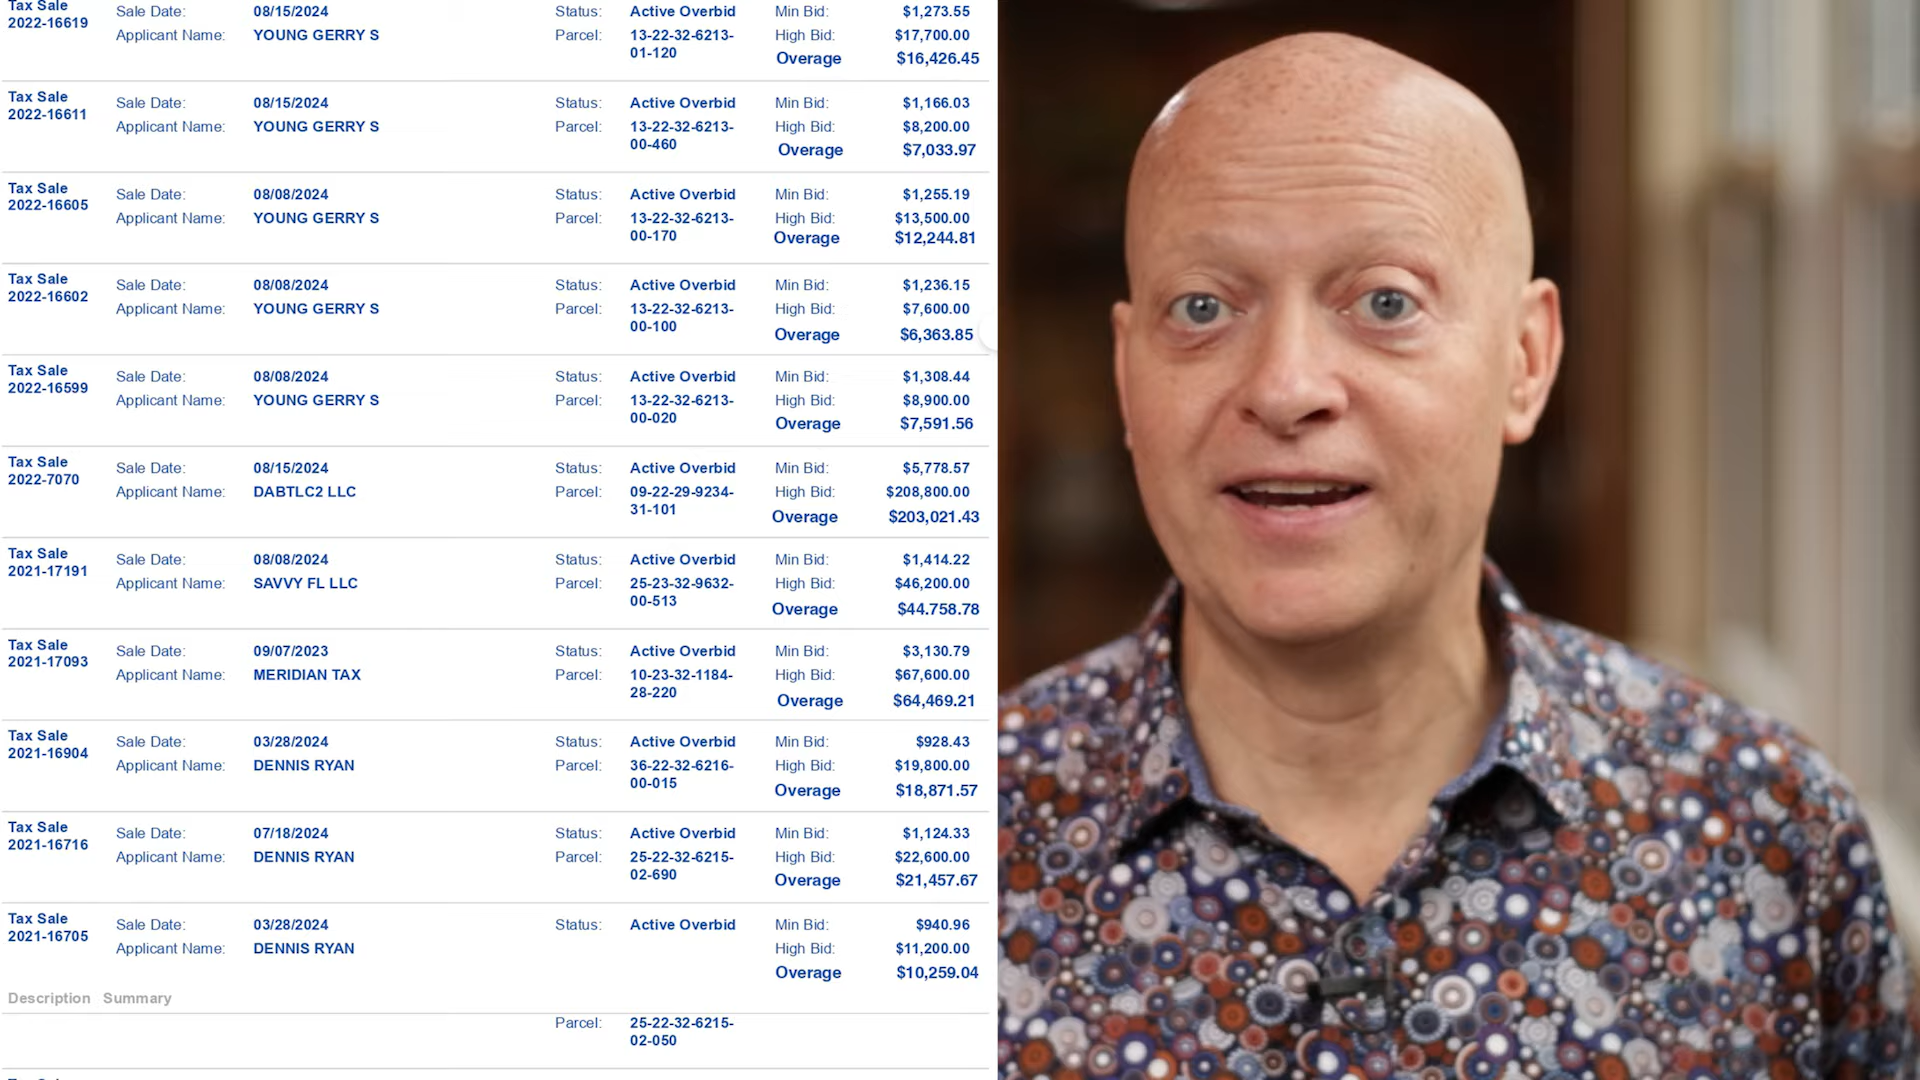 Tax Sale
2022-16619
Sale Date: 08/15/2024 Status: Active Overbid Min Bid: $1,273.55
Applicant Name: YOUNG GERRY S Parcel: 13-22-32-6213- High Bid: $17,700.00
01-120
Overage $16,426.45
Tax Sale
2022-16611
Sale Date: 08/15/2024 Status: Active Overbid Min Bid: $1,166.03
Applicant Name: YOUNG GERRY S Parcel: 13-22-32-6213- High Bid: $8,200.00
00-460
Overage $7,033.97
Tax Sale
2022-16605
Sale Date: 08/08/2024 Status: Active Overbid Min Bid: $1,255.19
Applicant Name: YOUNG GERRY S Parcel: 13-22-32-6213- High Bid: $13,500.00
00-170
Overage $12,244.81
Tax Sale
2022-16602
Sale Date: 08/08/2024 Status: Active Overbid Min Bid: $1,236.15
Applicant Name: YOUNG GERRY S Parcel: 13-22-32-6213- High Bid: $7,600.00
00-100
Overage $6,363.85
Tax Sale
2022-16599
Sale Date: 08/08/2024 Status: Active Overbid Min Bid: $1,308.44
Applicant Name: YOUNG GERRY S Parcel: 13-22-32-6213- High Bid: $8,900.00
00-020
Overage $7,591.56
Tax Sale
2022-7070
Sale Date: 08/15/2024 Status: Active Overbid Min Bid: $5,778.57
Applicant Name: DABTLC2 LLC Parcel: 09-22-29-9234- High Bid: $208,800.00
31-101
Overage $203,021.43
Tax Sale
2021-17191
Sale Date: 08/08/2024 Status: Active Overbid Min Bid: $1,414.22
Applicant Name: SAVVY FL LLC Parcel: 25-23-32-9632- High Bid: $46,200.00
00-513
Overage $44.758.78
Tax Sale
2021-17093
Sale Date: 09/07/2023 Status: Active Overbid Min Bid: $3,130.79
Applicant Name: MERIDIAN TAX Parcel: 10-23-32-1184- High Bid: $67,600.00
28-220
Overage $64,469.21
Tax Sale
2021-16904
Sale Date: 03/28/2024 Status: Active Overbid Min Bid: $928.43
Applicant Name: DENNIS RYAN Parcel: 36-22-32-6216- High Bid: $19,800.00
00-015
Overage $18,871.57
Tax Sale
2021-16716
Sale Date: 07/18/2024 Status: Active Overbid Min Bid: $1,124.33
Applicant Name: DENNIS RYAN Parcel: 25-22-32-6215- High Bid: $22,600.00
02-690
Overage $21,457.67
Tax Sale
2021-16705
Sale Date: 03/28/2024 Status: Active Overbid Min Bid: $940.96
Applicant Name: DENNIS RYAN High Bid: $11,200.00
Overage $10,259.04
Description Summary
Parcel: 25-22-32-6215-
02-050